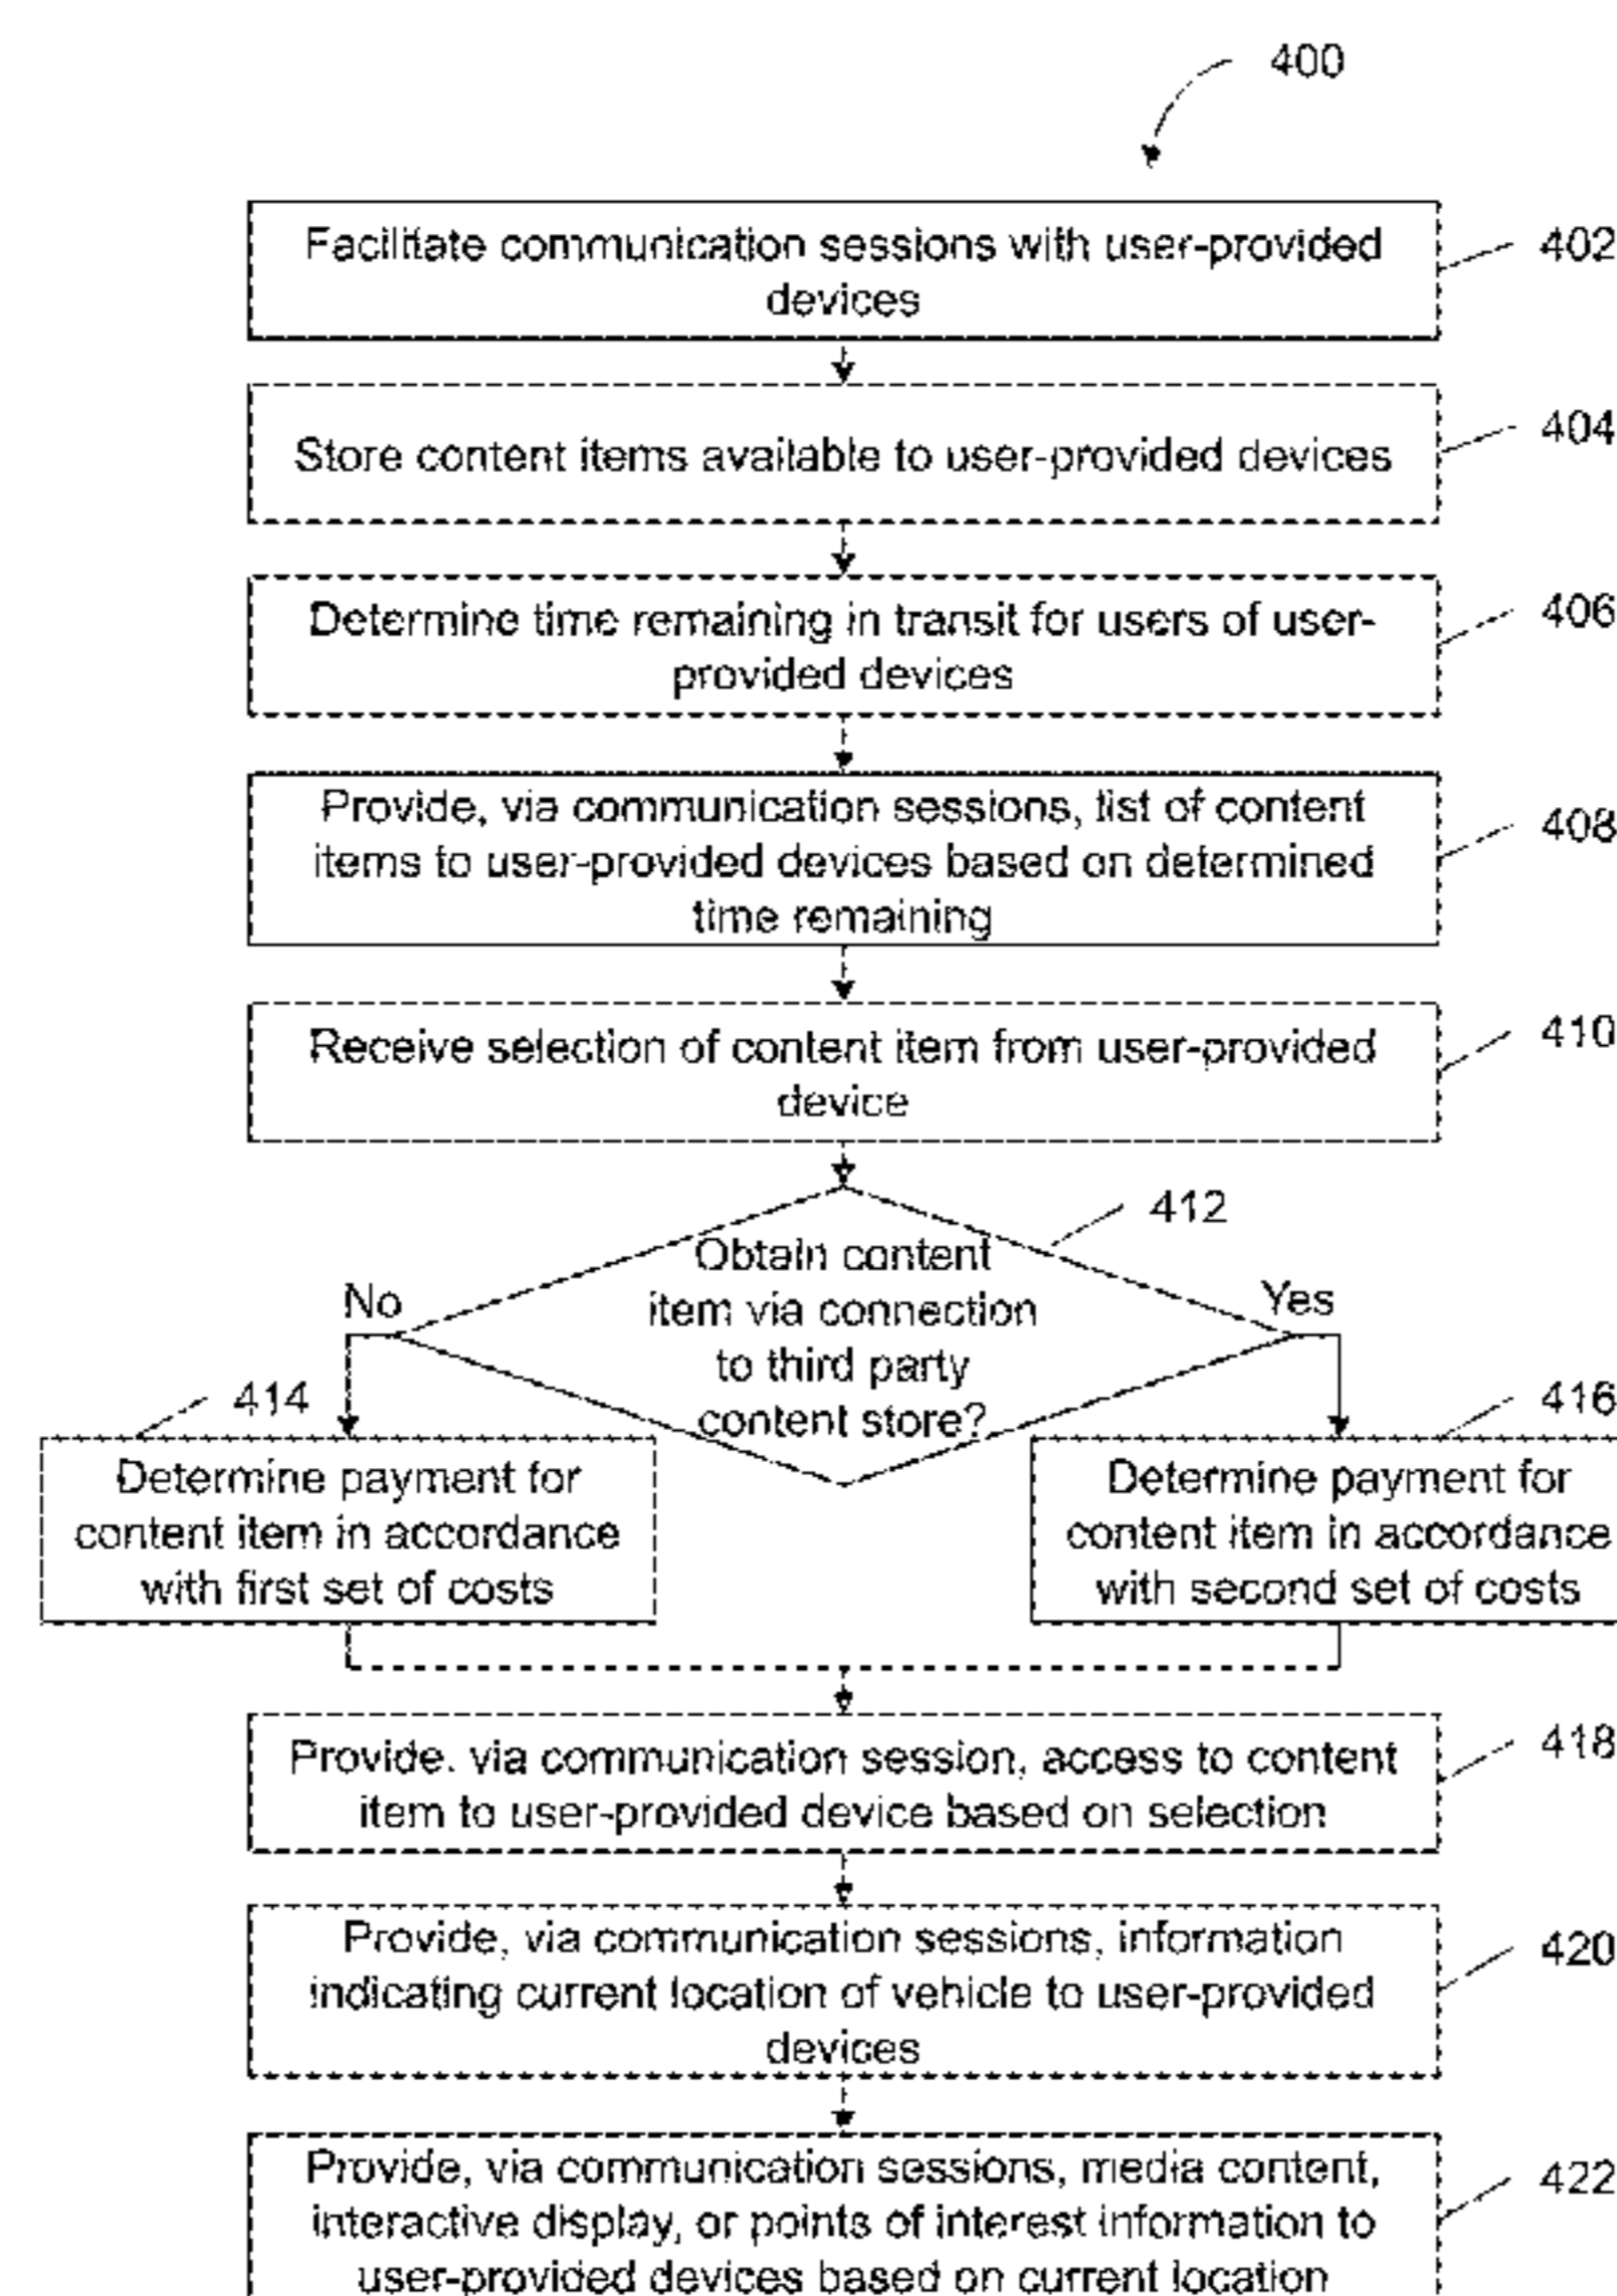 400
Facilitate communication sessions with user-provided
devices
402
Store content items available to user-provided devices
404
Determine time remaining in transit for users of user-
provided devices
406
Provide, via communication sessions, list of content
items to user-provided devices based on determined
time remaining
408
Receive selection of content item from user-provided
device
410
412
Obtain content
item via connection
to third party
content store?
No
Yes
414
Determine payment for
content item in accordance
with first set of costs
416
Determine payment for
content item in accordance
with second set of costs
Provide. via communication session, access to content
item to user-provided device based on selection
418
Provide, via communication sessions, information
indicating current location of vehicle to user-provided
devices
420
Provide, via communication sessions, media content,
interactive display, or points of interest information to
user-provided devices based on current location
422